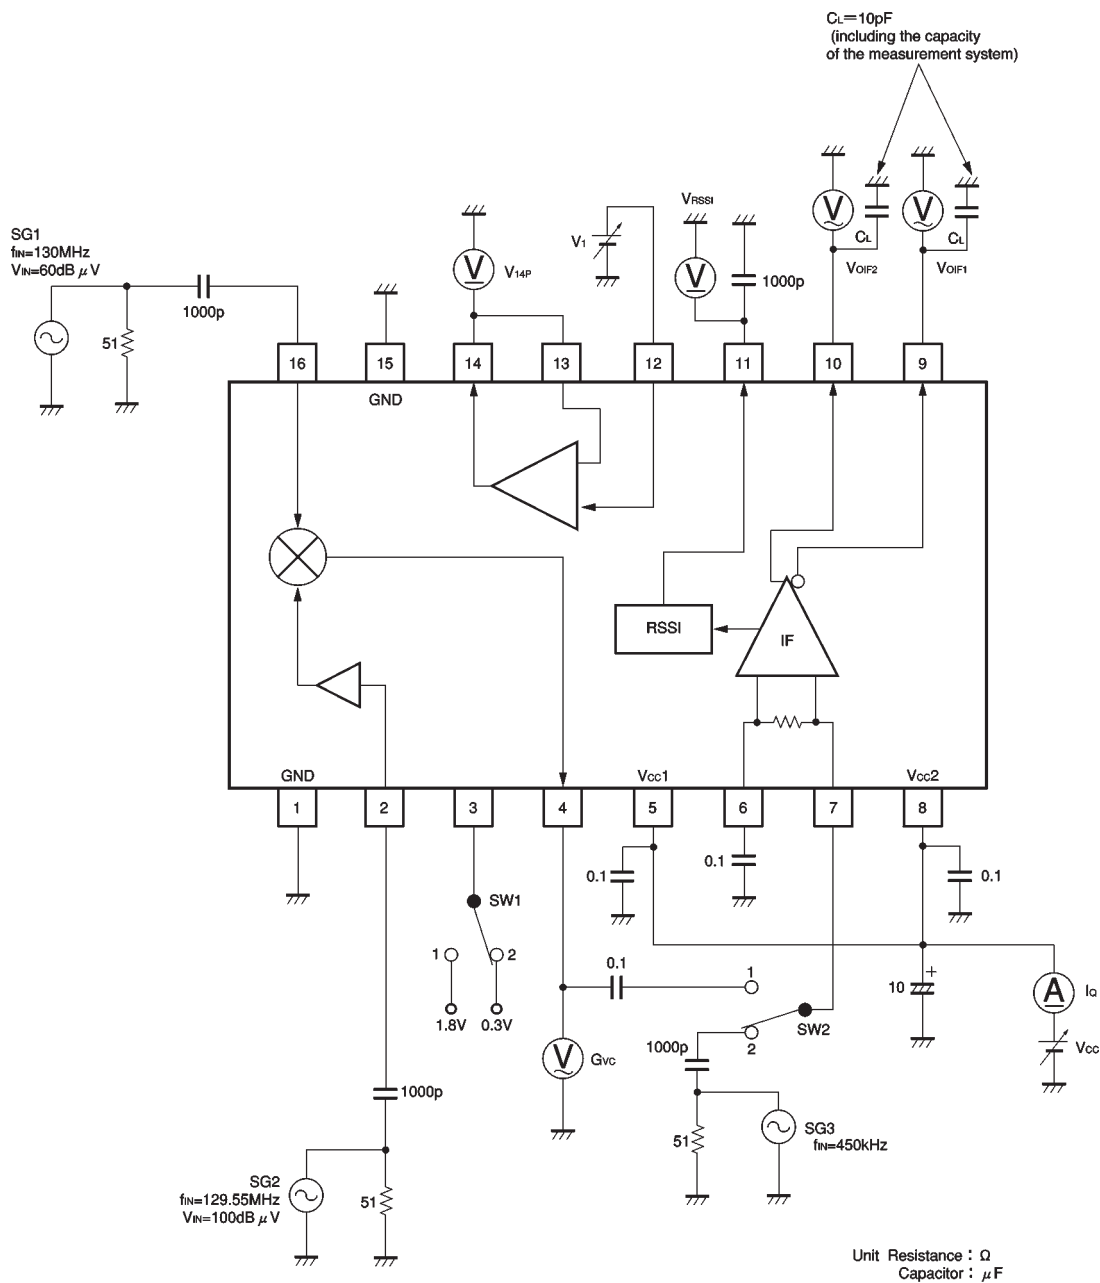 CL=10pF
(including the capacity
of the measurement system)
SG1
fIN=130MHz
VIN=60dB μV
51
1000p
V
V14P
V1
VRSSI
V
1000p
V
CL
VOIF2
V
CL
VOIF1
16
15
14
13
12
11
10
9
GND
RSSI
IF
GND
VCC1
VCC2
1
2
3
4
5
6
7
8
0.1
0.1
0.1
SW1
1
2
1.8V
0.3V
0.1
1
SW2
2
10
+
A
IQ
VCC
V
GVC
1000p
1000p
51
SG3
fIN=450kHz
SG2
fIN=129.55MHz
VIN=100dB μV
51
Unit Resistance : Ω
Capacitor : μF